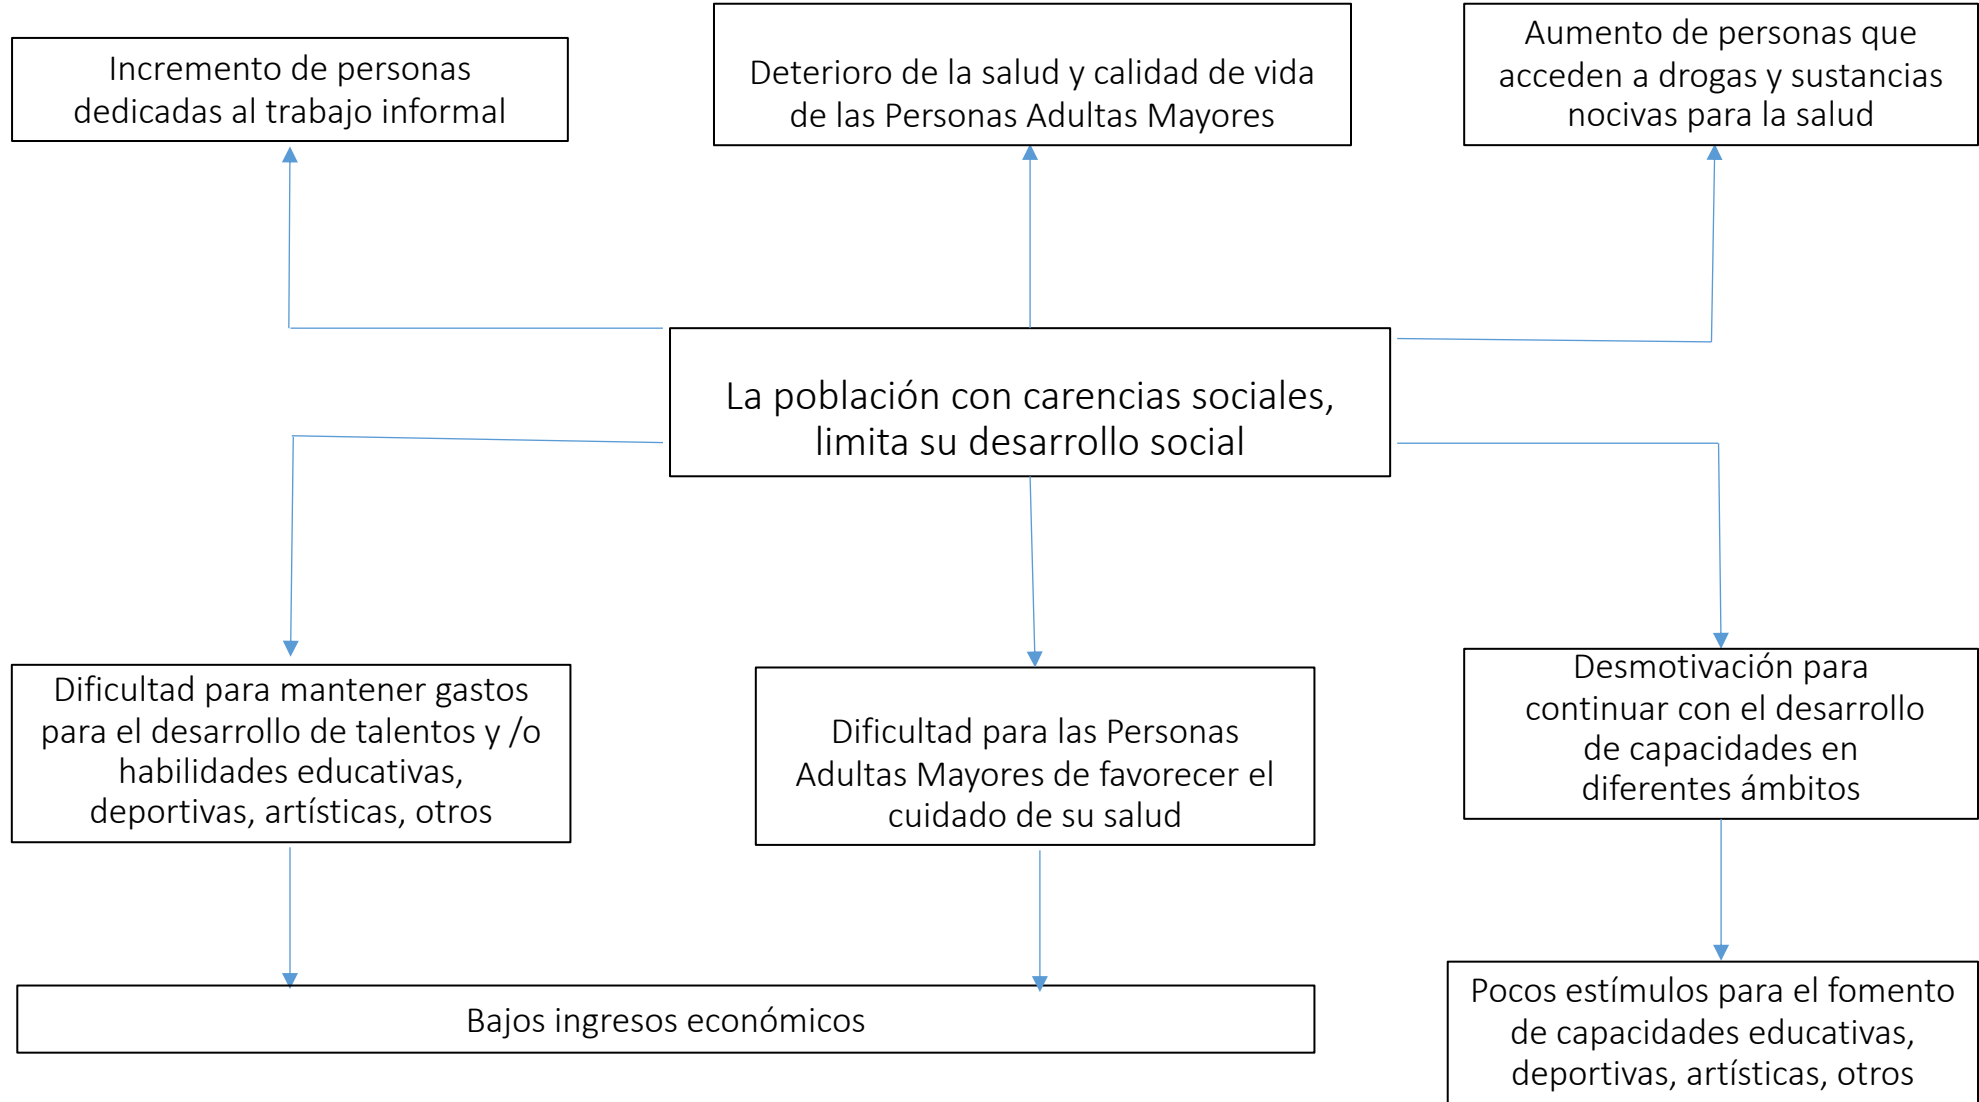 Incremento de personas
dedicadas al trabajo informal
Deterioro de la salud y calidad de vida
de las Personas Adultas Mayores
Aumento de personas que
acceden a drogas y sustancias
nocivas para la salud
La población con carencias sociales,
limita su desarrollo social
Dificultad para mantener gastos
para el desarrollo de talentos y /o
habilidades educativas,
deportivas, artísticas, otros
Dificultad para las Personas
Adultas Mayores de favorecer el
cuidado de su salud
Desmotivación para
continuar con el desarrollo
de capacidades en
diferentes ámbitos
Bajos ingresos económicos
Pocos estímulos para el fomento
de capacidades educativas,
deportivas, artísticas, otros